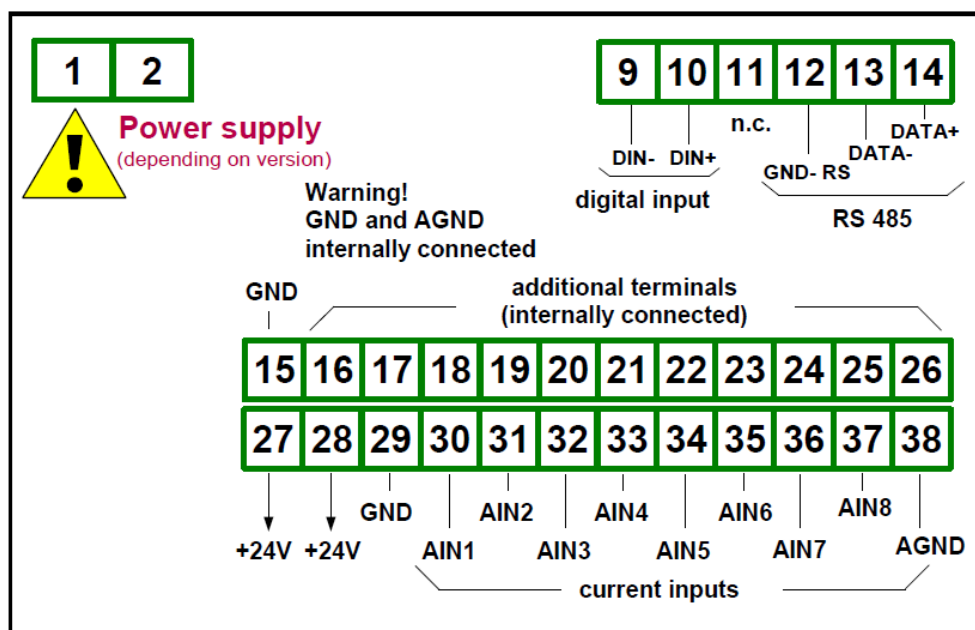 1 2
9 10 11 12 13 14
Power supply
(depending on version)
n.c.
DIN- DIN+
GND- RS
DATA-
DATA+
digital input
RS 485
Warning!
GND and AGND
internally connected
GND
additional terminals
(internally connected)
15 16 17 18 19 20 21 22 23 24 25 26
27 28 29 30 31 32 33 34 35 36 37 38
GND AIN2 AIN4 AIN6 AIN8
+24V +24V AIN1 AIN3 AIN5 AIN7 AGND
current inputs